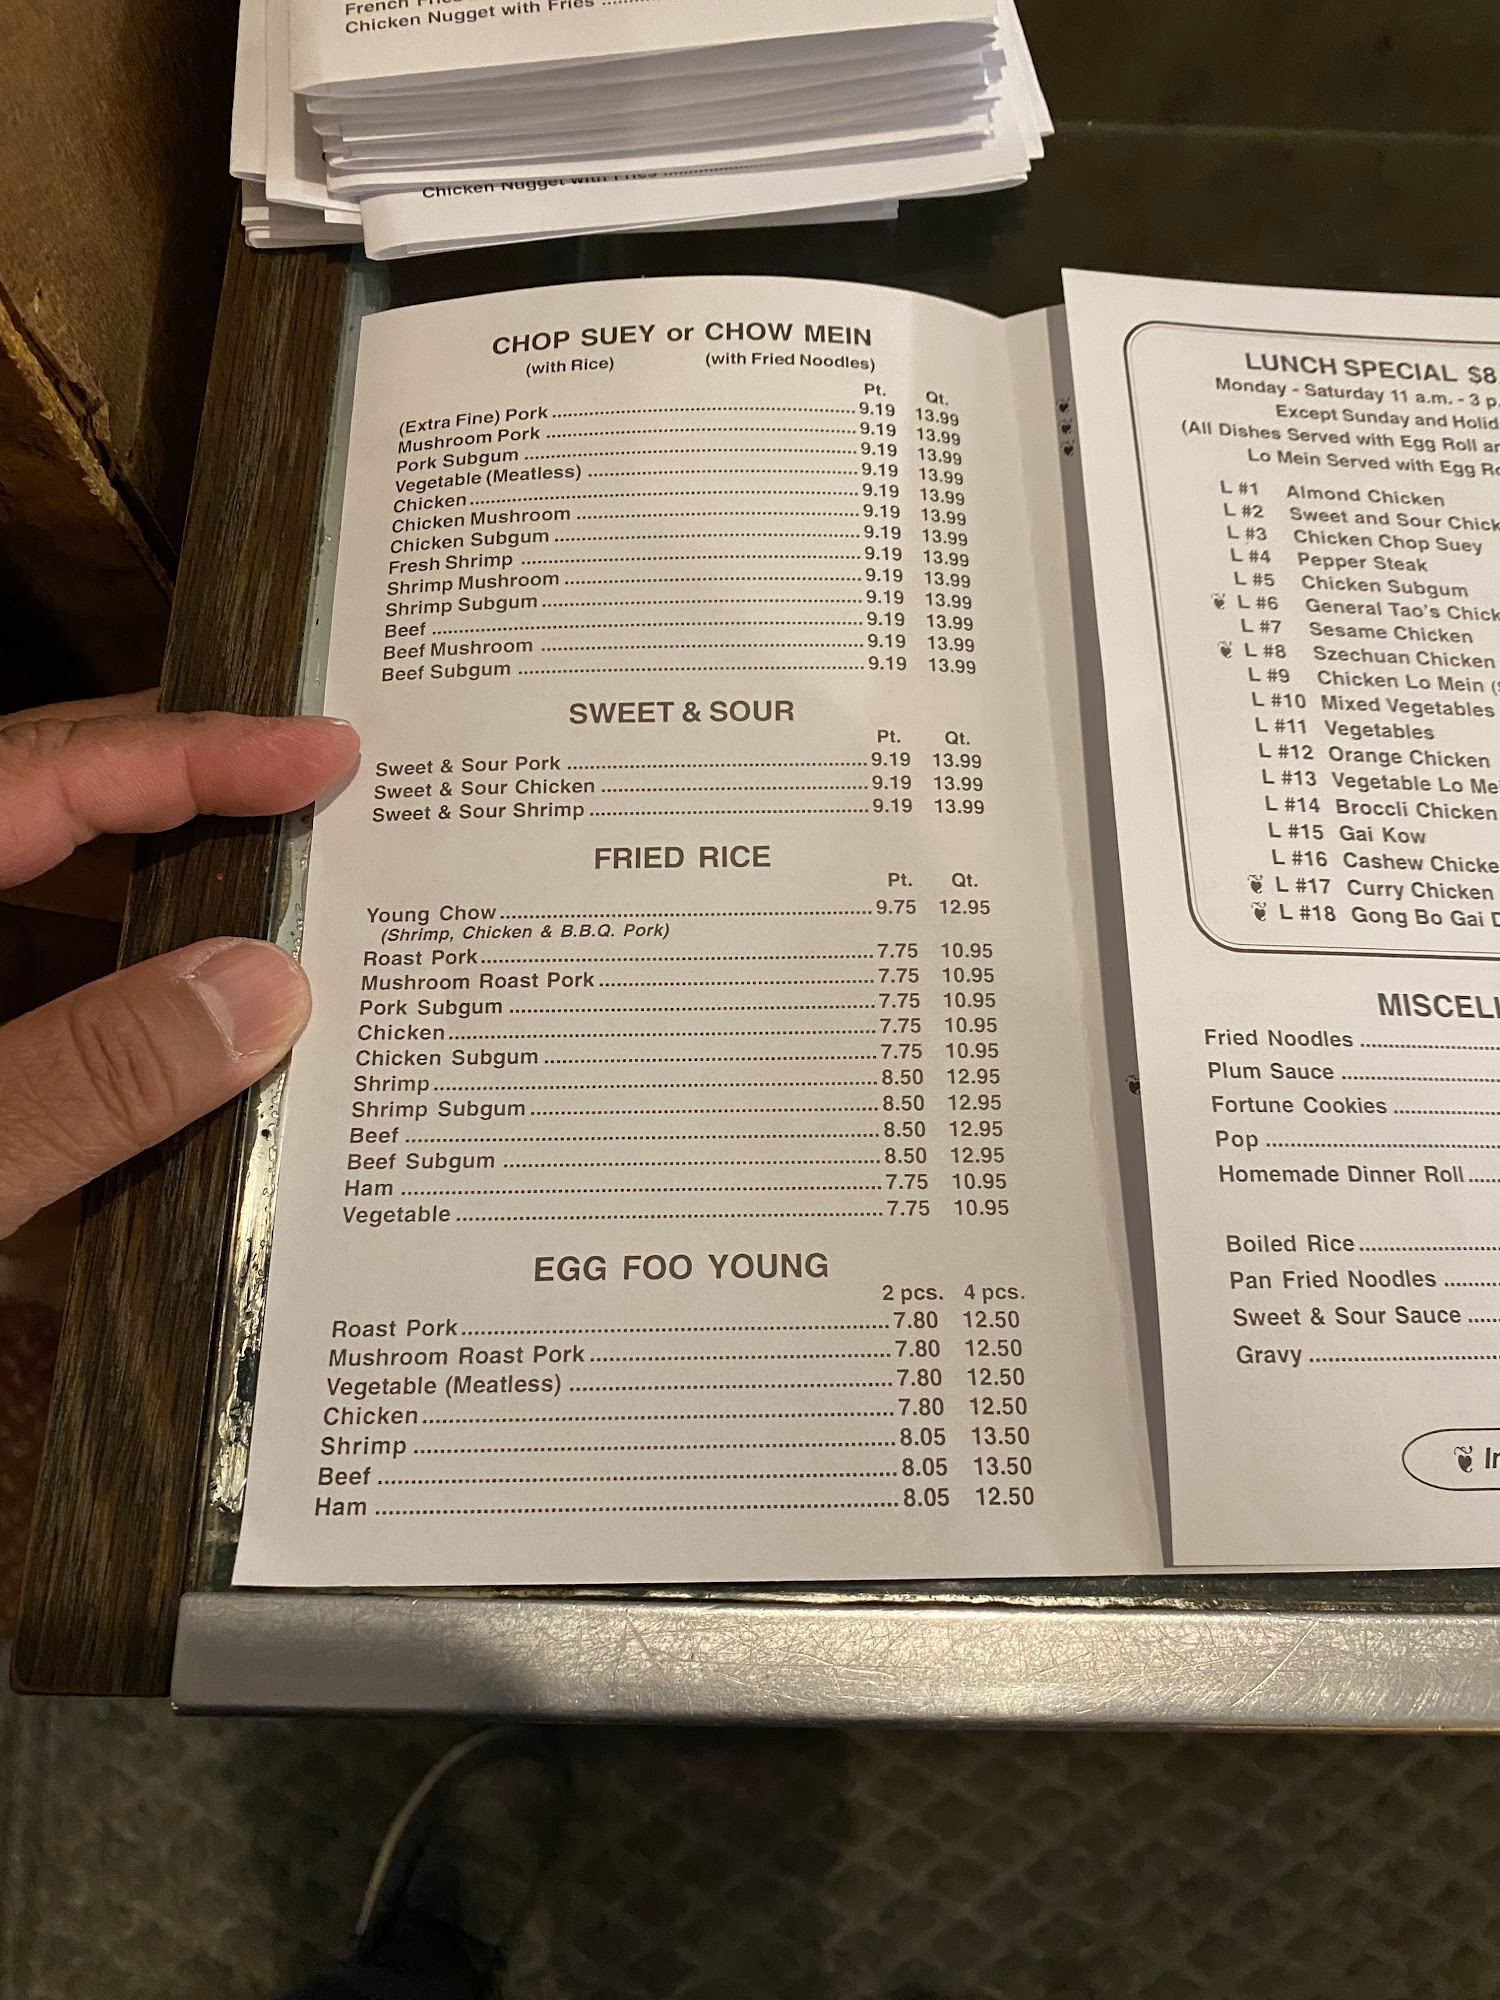 French
Chicken Nugget with Fries
Chicken Nugget with Fries
CHOP SUEY or CHOW MEIN
(with Rice) (with Fried Noodles)
Pt. Qt.
(Extra Fine) Pork 9.19 13.99
Mushroom Pork 9.19 13.99
Pork Subgum 9.19 13.99
Vegetable (Meatless) 9.19 13.99
Chicken 9.19 13.99
Chicken Mushroom 9.19 13.99
Chicken Subgum 9.19 13.99
Fresh Shrimp 9.19 13.99
Shrimp Mushroom 9.19 13.99
Shrimp Subgum 9.19 13.99
Beef 9.19 13.99
Beef Mushroom 9.19 13.99
Beef Subgum 9.19 13.99
SWEET & SOUR
Pt. Qt.
Sweet & Sour Pork 9.19 13.99
Sweet & Sour Chicken 9.19 13.99
Sweet & Sour Shrimp 9.19 13.99
FRIED RICE
Pt. Qt.
Young Chow 9.75 12.95
(Shrimp, Chicken & B.B.Q. Pork)
Roast Pork 7.75 10.95
Mushroom Roast Pork 7.75 10.95
Pork Subgum 7.75 10.95
Chicken 7.75 10.95
Chicken Subgum 7.75 10.95
Shrimp 8.50 12.95
Shrimp Subgum 8.50 12.95
Beef 8.50 12.95
Beef Subgum 8.50 12.95
Ham 7.75 10.95
Vegetable 7.75 10.95
EGG FOO YOUNG
2 pcs. 4 pcs.
Roast Pork 7.80 12.50
Mushroom Roast Pork 7.80 12.50
Vegetable (Meatless) 7.80 12.50
Chicken 7.80 12.50
Shrimp 8.05 13.50
Beef 8.05 13.50
Ham 8.05 12.50
LUNCH SPECIAL $8.
Monday - Saturday 11 a.m. - 3 p.
Except Sunday and
(All Dishes Served with Egg Roll
Lo Mein Served with Egg
L #1 Almond Chicken
L #2 Sweet and Sour
L #3 Chicken Chop Suey
L #4 Pepper Steak
L #5 Chicken Subgum
L #6 General Tao's
L #7 Sesame Chicken
L #8 Szechuan Chicken
L #9 Chicken Lo Mein
L #10 Mixed Vegetables
L #11 Vegetables
L #12 Orange Chicken
L #13 Vegetable Lo
L #14 Broccli Chicken
L #15 Gai Kow
L #16 Cashew
L #17 Curry Chicken
L #18 Gong Bo Gai
MISCELL
Fried Noodles
Plum Sauce
Fortune Cookies
Pop
Homemade Dinner Roll
Boiled Rice
Pan Fried Noodles
Sweet & Sour Sauce
Gravy